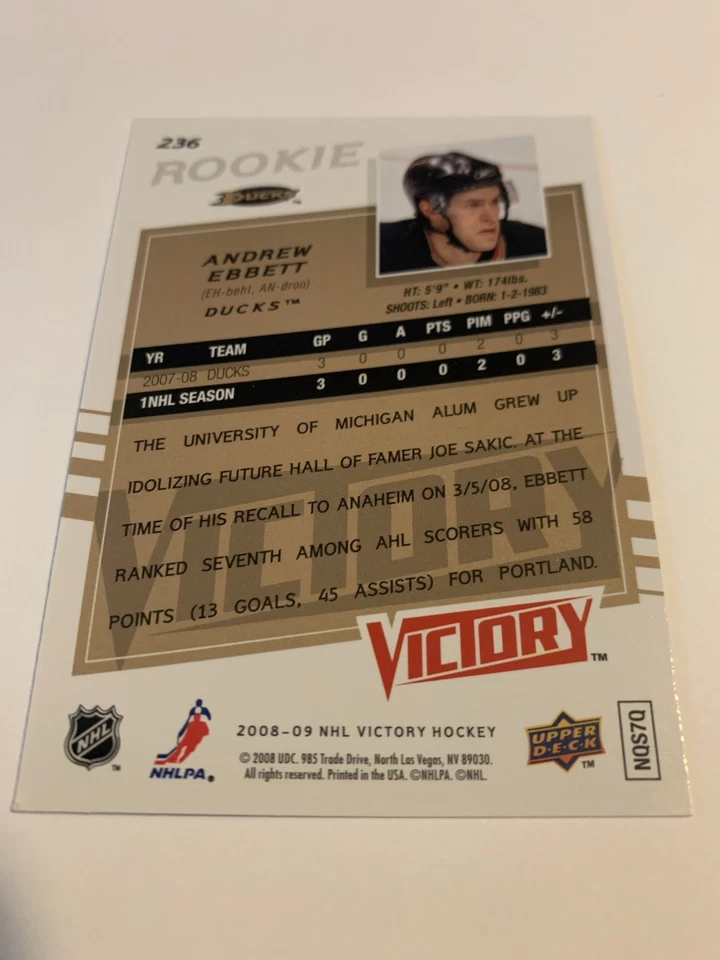 236
ROOKIE
DUCKS™
ANDREW
EBBETT
(EH-beht, AN-droo)
DUCKS™
HT: 5'9" • WT: 174lbs.
SHOOTS: Left • BORN: 1-2-1983
YR TEAM GP G A PTS PIM PPG +/-
2007-08 DUCKS 3 0 0 0 2 0 3
1NHL SEASON 3 0 0 0 2 0 3
THE UNIVERSITY OF MICHIGAN ALUM GREW UP
IDOLIZING FUTURE HALL OF FAMER JOE SAKIC. AT THE
TIME OF HIS RECALL TO ANAHEIM ON 3/5/08, EBBETT
RANKED SEVENTH AMONG AHL SCORERS WITH 58
POINTS (13 GOALS, 45 ASSISTS) FOR PORTLAND.
VICTORY
VICTORY™
NHL™
NHLPA®
2008-09 NHL VICTORY HOCKEY
© 2008 UDC. 985 Trade Drive, North Las Vegas, NV 89030.
All rights reserved. Printed in the USA. ©NHLPA. ©NHL.
UPPER
D·E·C·K
™
NQS7Q